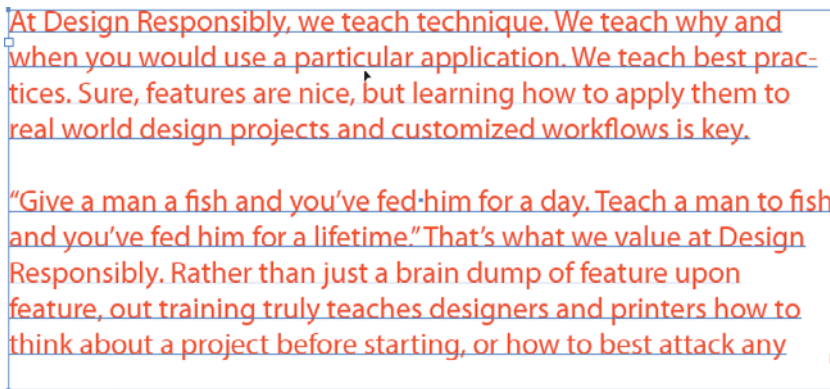 At Design Responsibly, we teach technique. We teach why and
when you would use a particular application. We teach best prac-
tices. Sure, features are nice, but learning how to apply them to
real world design projects and customized workflows is key.
“Give a man a fish and you’ve fed him for a day. Teach a man to fish
and you’ve fed him for a lifetime.” That’s what we value at Design
Responsibly. Rather than just a brain dump of feature upon
feature, out training truly teaches designers and printers how to
think about a project before starting, or how to best attack any